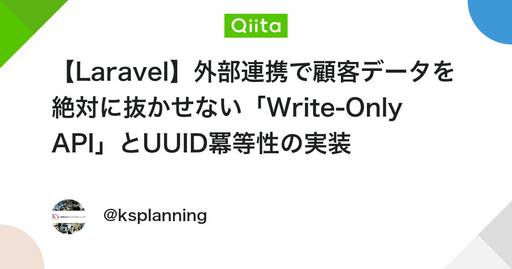 Qiita
【Laravel】外部連携で顧客データを
絶対に抜かせない「Write-Only
API」とUUID冪等性の実装
@ksplanning